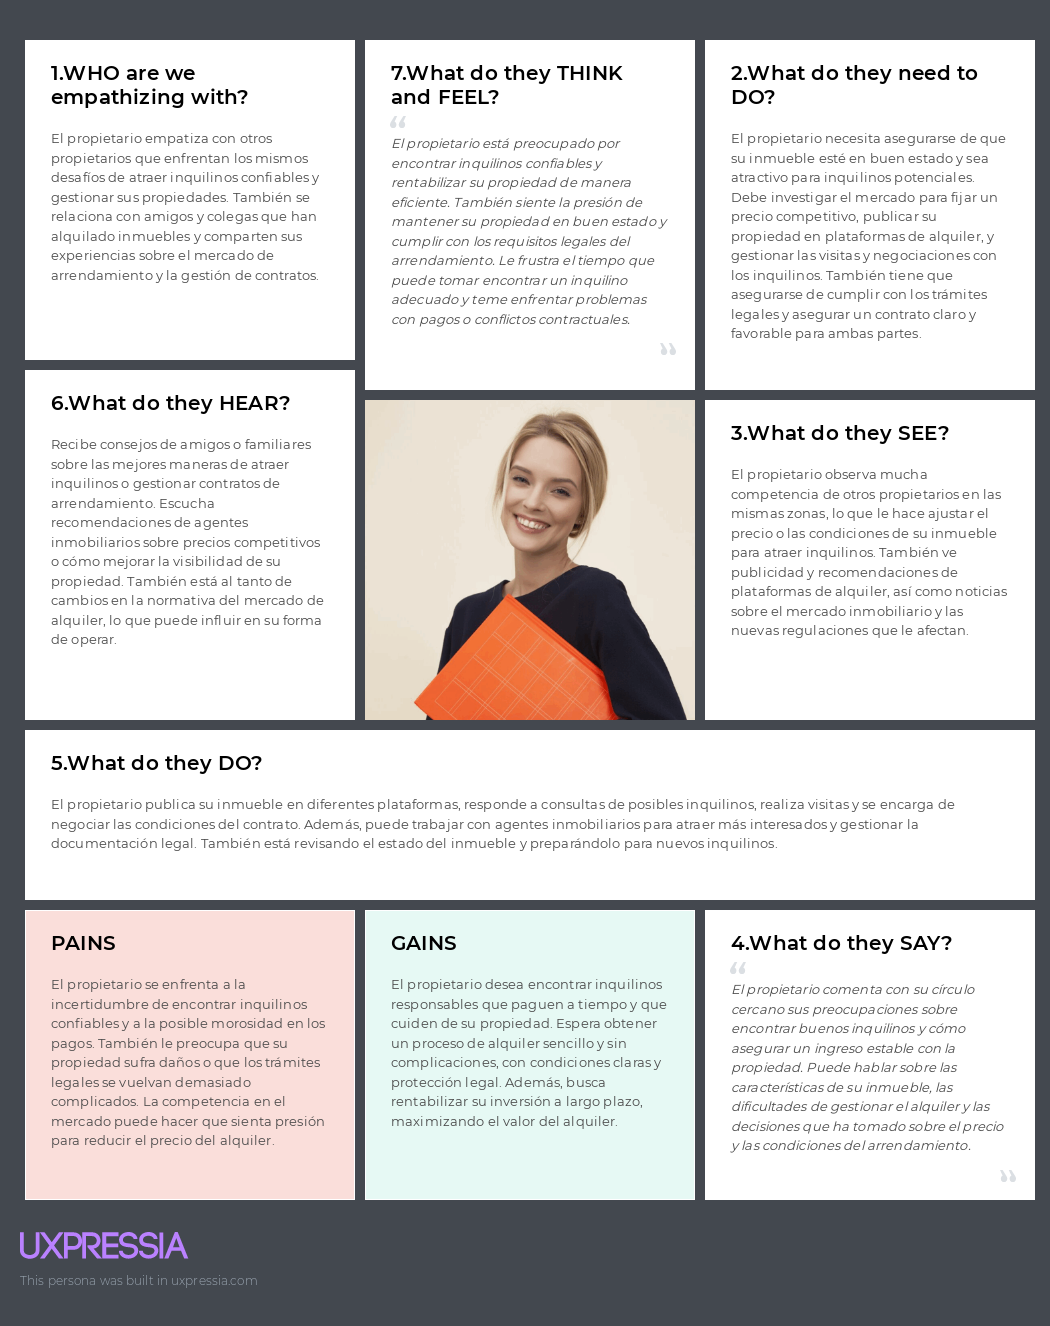 1.WHO are we
empathizing with?
El propietario empatiza con otros
propietarios que enfrentan los mismos
desafíos de atraer inquilinos confiables y
gestionar sus propiedades. También se
relaciona con amigos y colegas que han
alquilado inmuebles y comparten sus
experiencias sobre el mercado de
arrendamiento y la gestión de contratos.
7.What do they THINK
and FEEL?
“
El propietario está preocupado por
encontrar inquilinos confiables y
rentabilizar su propiedad de manera
eficiente. También siente la presión de
mantener su propiedad en buen estado y
cumplir con los requisitos legales del
arrendamiento. Le frustra el tiempo que
puede tomar encontrar un inquilino
adecuado y teme enfrentar problemas
con pagos o conflictos contractuales.
”
2.What do they need to
DO?
El propietario necesita asegurarse de que
su inmueble esté en buen estado y sea
atractivo para inquilinos potenciales.
Debe investigar el mercado para fijar un
precio competitivo, publicar su
propiedad en plataformas de alquiler, y
gestionar las visitas y negociaciones con
los inquilinos. También tiene que
asegurarse de cumplir con los trámites
legales y asegurar un contrato claro y
favorable para ambas partes.
6.What do they HEAR?
Recibe consejos de amigos o familiares
sobre las mejores maneras de atraer
inquilinos o gestionar contratos de
arrendamiento. Escucha
recomendaciones de agentes
inmobiliarios sobre precios competitivos
o cómo mejorar la visibilidad de su
propiedad. También está al tanto de
cambios en la normativa del mercado de
alquiler, lo que puede influir en su forma
de operar.
3.What do they SEE?
El propietario observa mucha
competencia de otros propietarios en las
mismas zonas, lo que le hace ajustar el
precio o las condiciones de su inmueble
para atraer inquilinos. También ve
publicidad y recomendaciones de
plataformas de alquiler, así como noticias
sobre el mercado inmobiliario y las
nuevas regulaciones que le afectan.
5.What do they DO?
El propietario publica su inmueble en diferentes plataformas, responde a consultas de posibles inquilinos, realiza visitas y se encarga de
negociar las condiciones del contrato. Además, puede trabajar con agentes inmobiliarios para atraer más interesados y gestionar la
documentación legal. También está revisando el estado del inmueble y preparándolo para nuevos inquilinos.
PAINS
El propietario se enfrenta a la
incertidumbre de encontrar inquilinos
confiables y a la posible morosidad en los
pagos. También le preocupa que su
propiedad sufra daños o que los trámites
legales se vuelvan demasiado
complicados. La competencia en el
mercado puede hacer que sienta presión
para reducir el precio del alquiler.
GAINS
El propietario desea encontrar inquilinos
responsables que paguen a tiempo y que
cuiden de su propiedad. Espera obtener
un proceso de alquiler sencillo y sin
complicaciones, con condiciones claras y
protección legal. Además, busca
rentabilizar su inversión a largo plazo,
maximizando el valor del alquiler.
4.What do they SAY?
“
El propietario comenta con su círculo
cercano sus preocupaciones sobre
encontrar buenos inquilinos y cómo
asegurar un ingreso estable con la
propiedad. Puede hablar sobre las
características de su inmueble, las
dificultades de gestionar el alquiler y las
decisiones que ha tomado sobre el precio
y las condiciones del arrendamiento.
”
UXPRESSIA
This persona was built in uxpressia.com